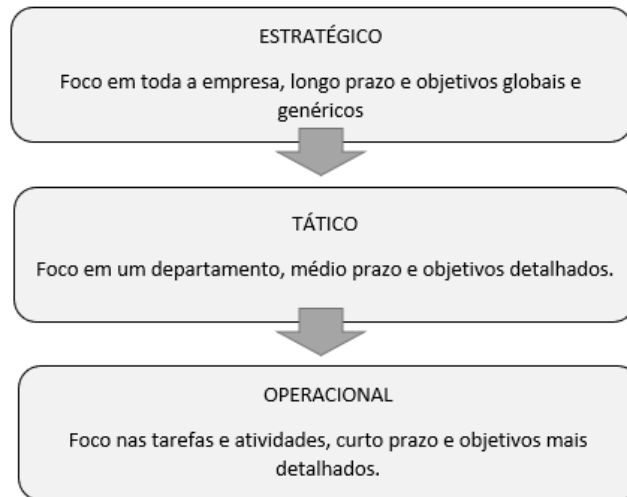 ESTRATÉGICO
Foco em toda a empresa, longo prazo e objetivos globais e
genéricos
TÁTICO
Foco em um departamento, médio prazo e objetivos detalhados.
OPERACIONAL
Foco nas tarefas e atividades, curto prazo e objetivos mais
detalhados.